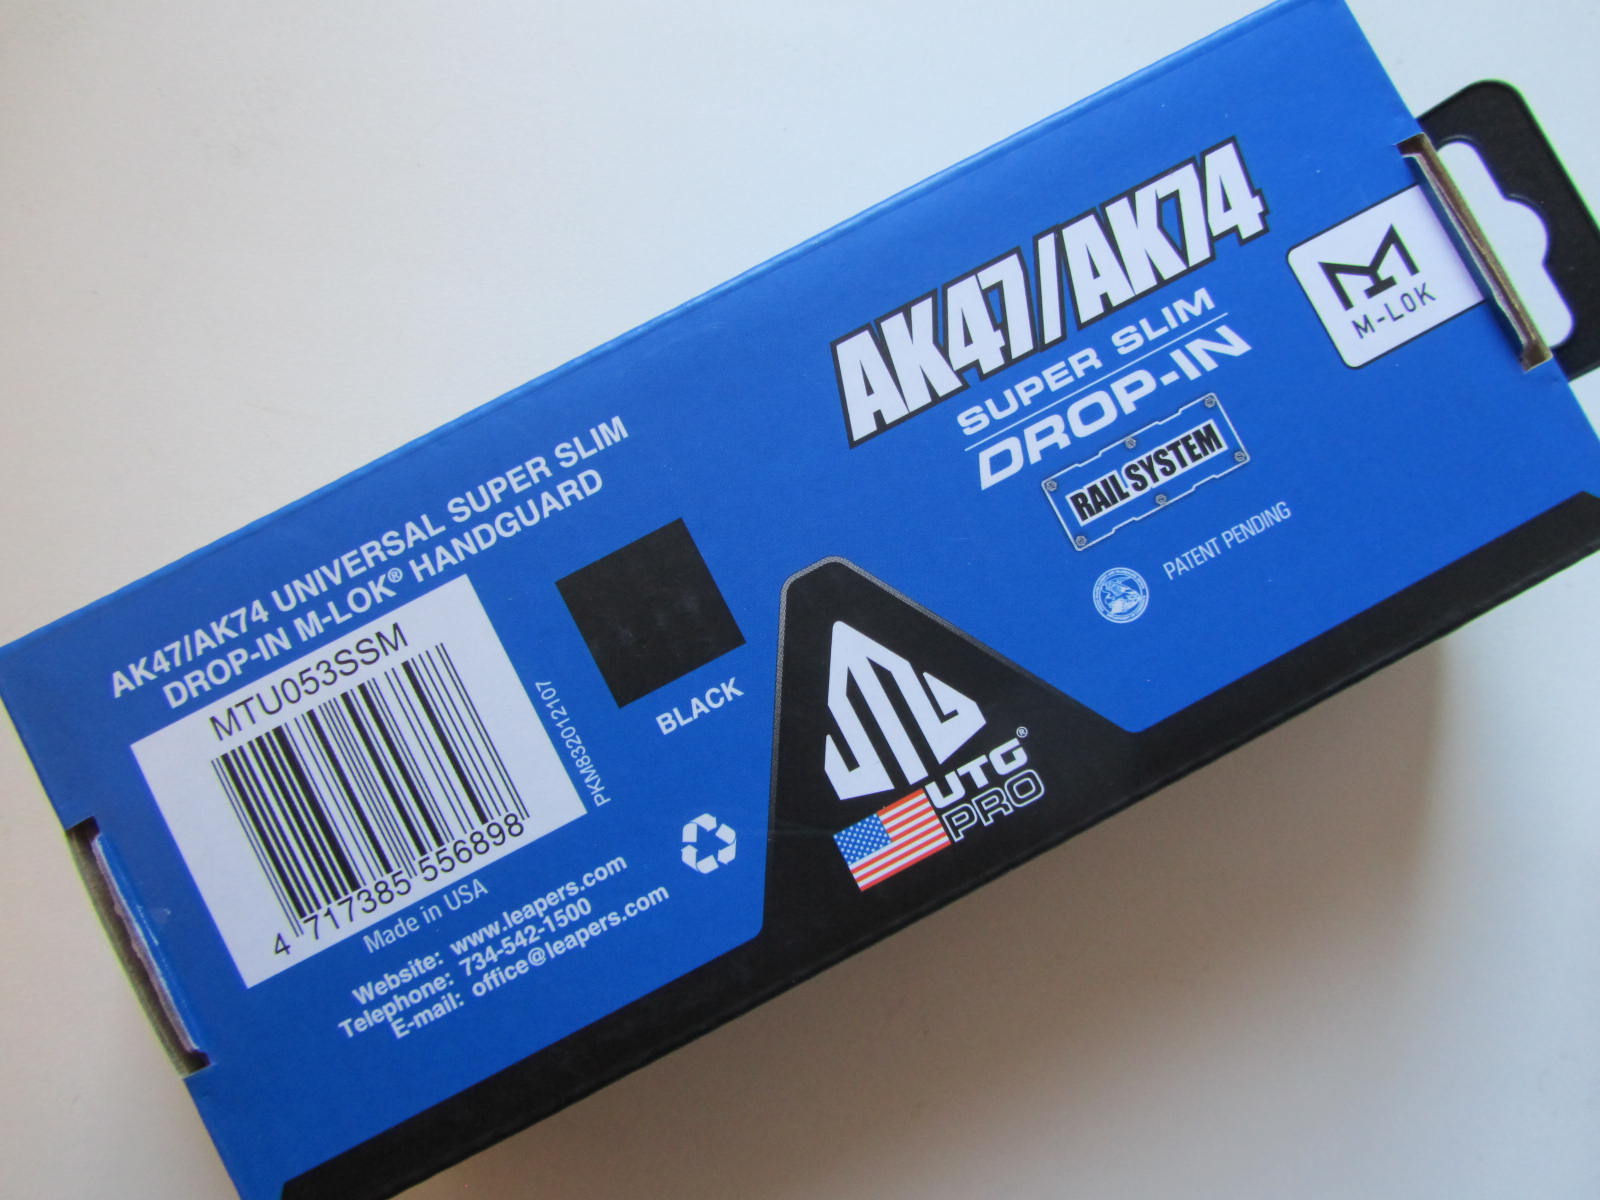 AK47/AK74 UNIVERSAL SUPER SLIM
DROP-IN M-LOK® HANDGUARD
MTU053SSM
4 717385 556898
PKM832012107
BLACK
Made in USA
Website: www.leapers.com
Telephone: 734-542-1500
E-mail: office@leapers.com
UTG®
PRO
AK47/AK74
SUPER SLIM
DROP-IN
RAIL SYSTEM
PATENT PENDING
M-LOK